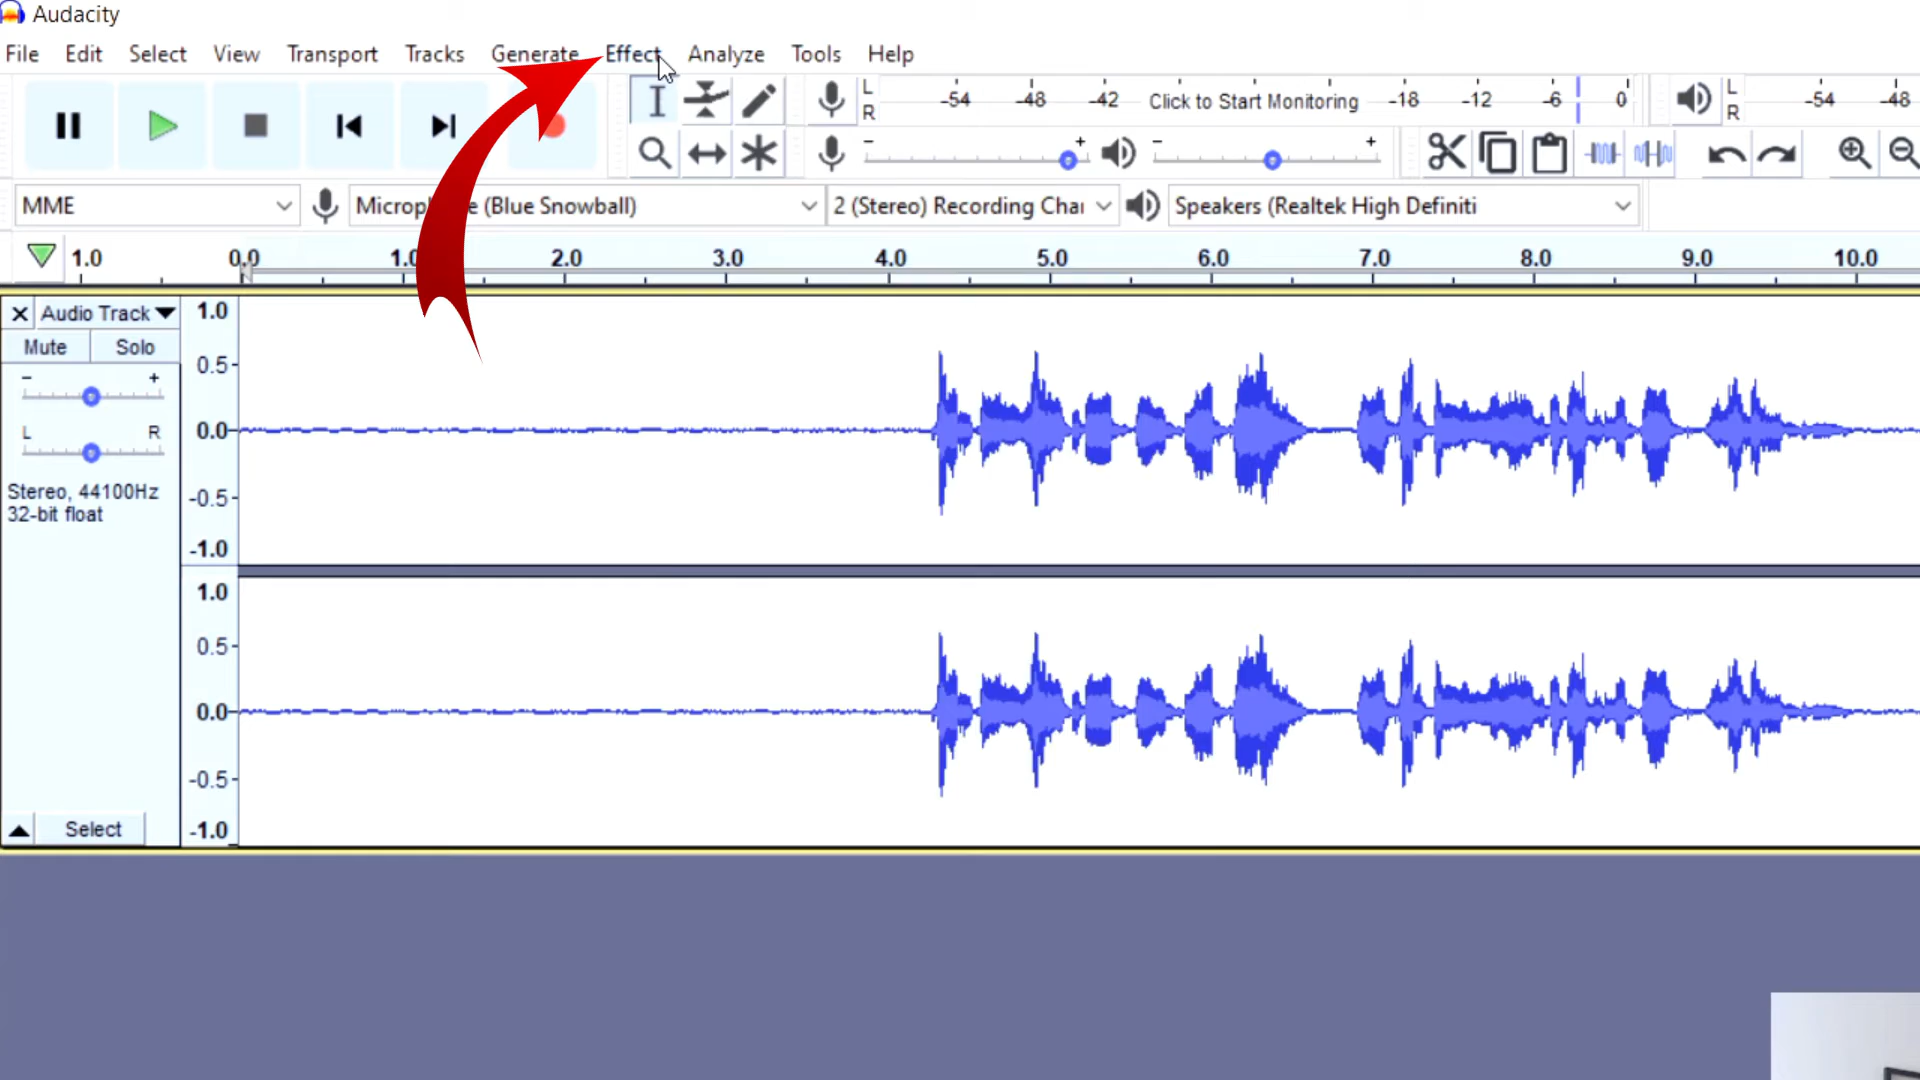 Audacity
File Edit Select View Transport Tracks Generate Effect Analyze Tools Help
L R -54 -48 -42 Click to Start Monitoring -18 -12 -6 0 L R -54 -48
- + - +
MME (Blue Snowball) 2 (Stereo) Recording Chai Speakers (Realtek High Definiti
1.0 0.0 1.0 2.0 3.0 4.0 5.0 6.0 7.0 8.0 9.0 10.0
Audio Track
Mute Solo
- +
L R
Stereo, 44100Hz
32-bit float
1.0
0.5
0.0
-0.5
-1.0
1.0
0.5
0.0
-0.5
-1.0
Select